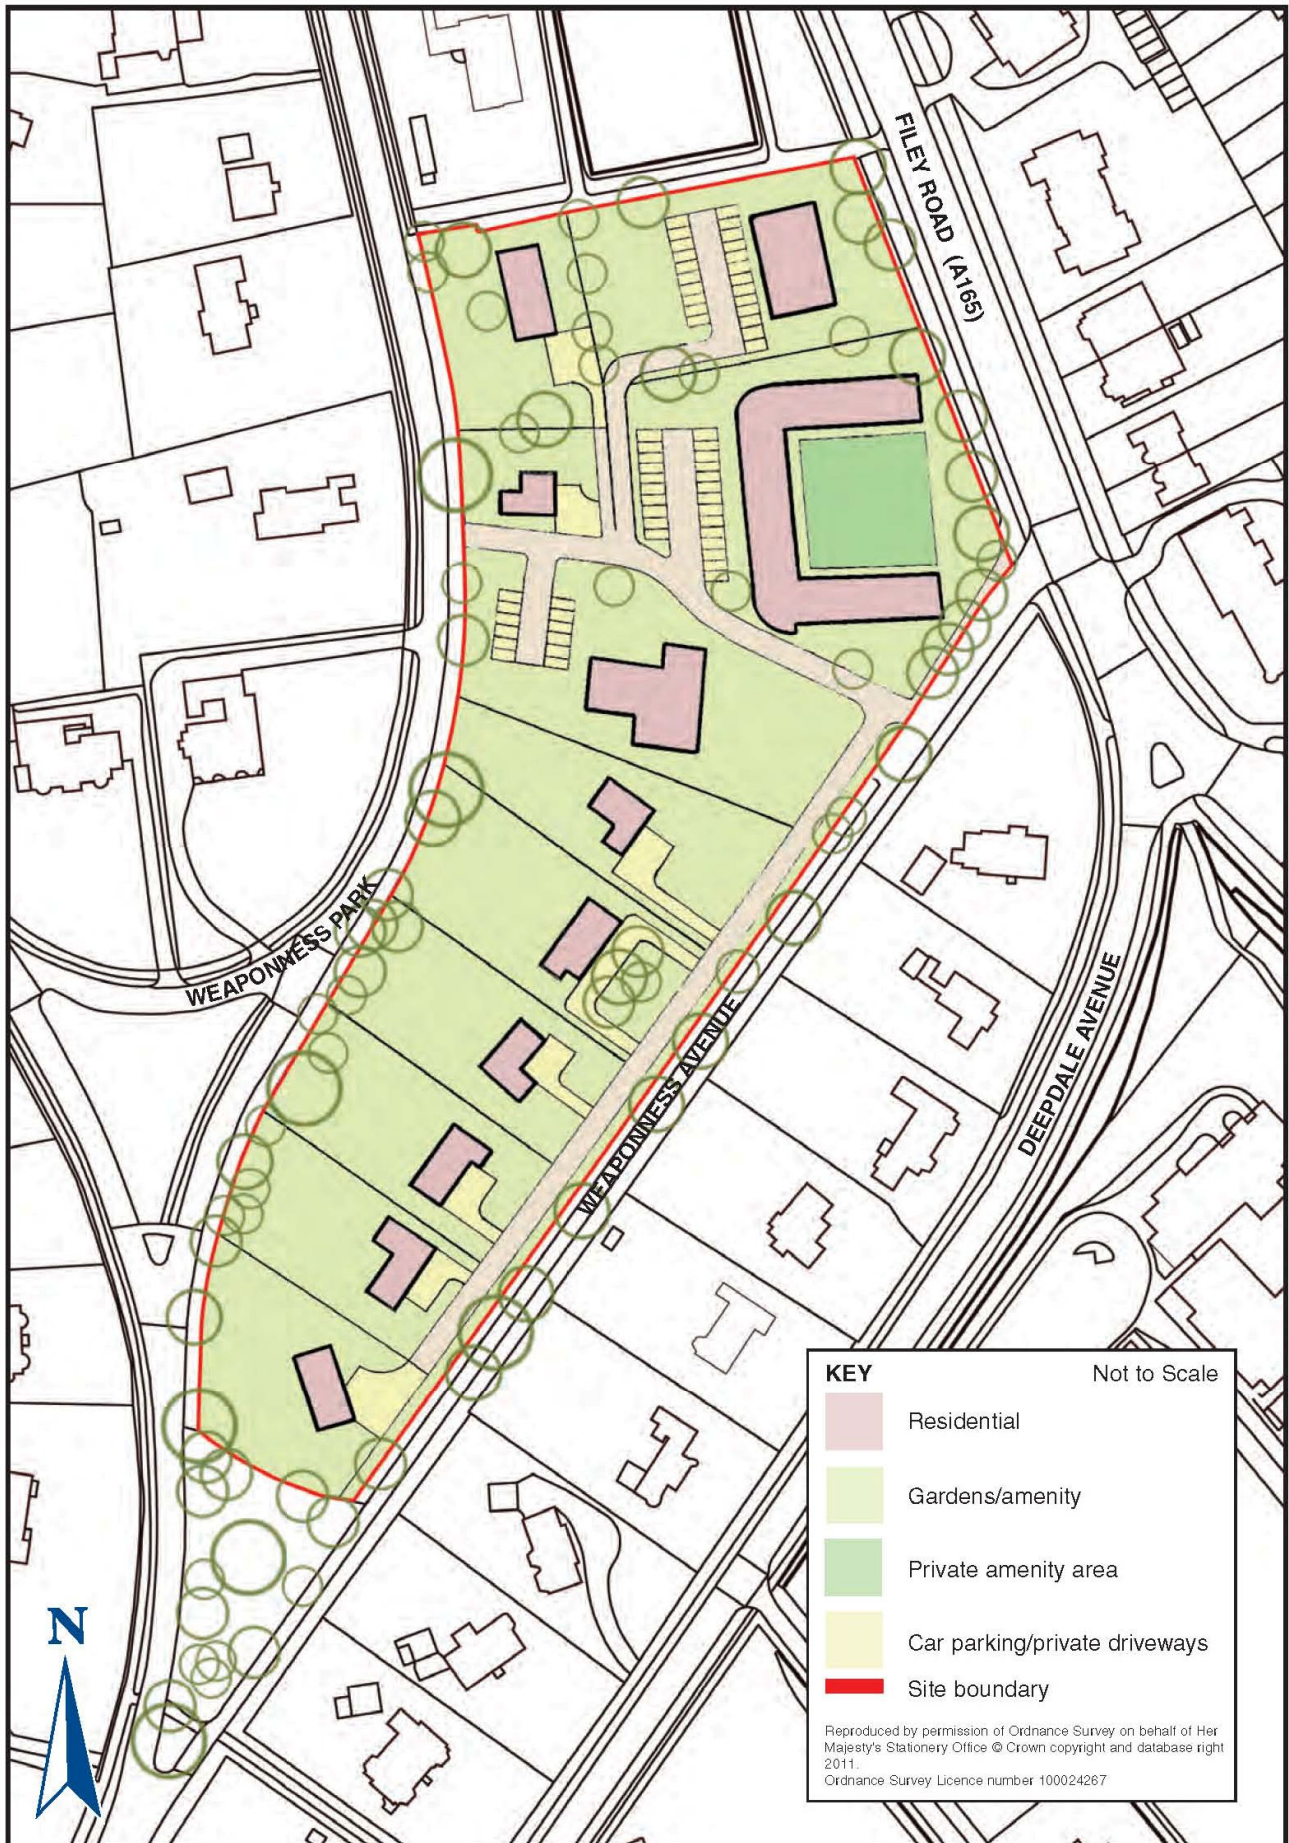 FILEY ROAD (A165)
WEAPONNESS PARK
WEAPONNESS AVENUE
DEEPDALE AVENUE
KEY Not to Scale
Residential
Gardens/amenity
Private amenity area
Car parking/private driveways
Site boundary
Reproduced by permission of Ordnance Survey on behalf of Her
Majesty's Stationery Office © Crown copyright and database right
2011.
Ordnance Survey Licence number 100024267
N